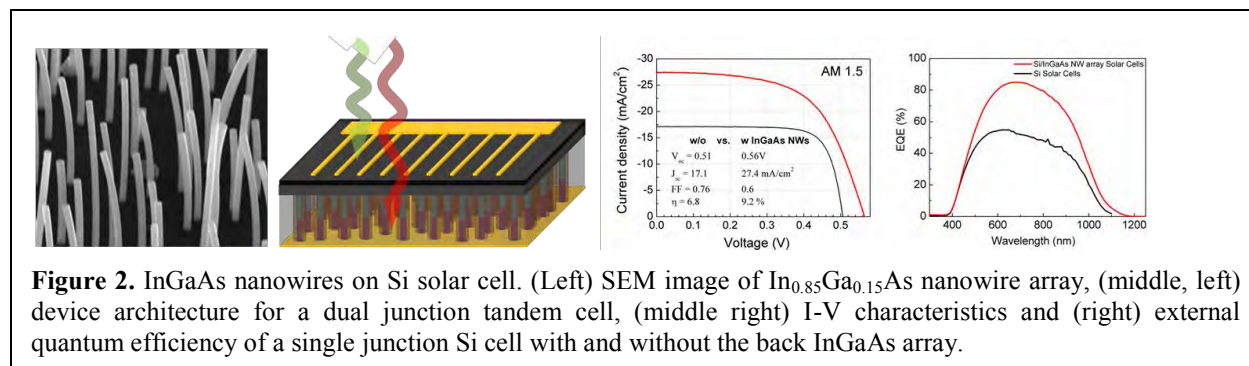 -30
-25
-20
-15
-10
-5
0
Current density (mA/cm²)
AM 1.5
w/o vs. w InGaAs NWs
V_oc = 0.51 0.56V
J_sc = 17.1 27.4 mA/cm²
FF = 0.76 0.6
η = 6.8 9.2 %
0.0 0.1 0.2 0.3 0.4 0.5
Voltage (V)
100
80
60
40
20
0
EQE (%)
Si/InGaAs NW array Solar Cells
Si Solar Cells
400 600 800 1000 1200
Wavelength (nm)
Figure 2. InGaAs nanowires on Si solar cell. (Left) SEM image of In₀.₈₅Ga₀.₁₅As nanowire array, (middle, left)
device architecture for a dual junction tandem cell, (middle right) I-V characteristics and (right) external
quantum efficiency of a single junction Si cell with and without the back InGaAs array.